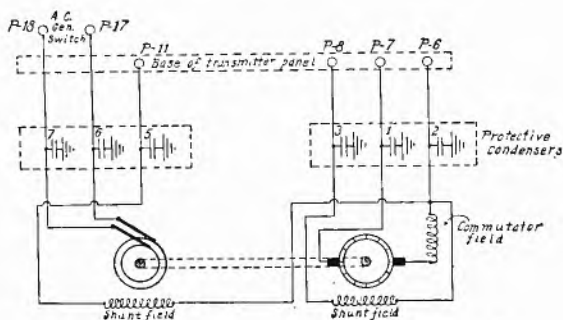 P-18
A.C.
Gen.
Switch
P-17
P-11
P-8
P-7
P-6
Base of transmitter panel
7
6
5
3
1
2
Protective
Condensers
Commutator
field
Shunt field
Shunt field